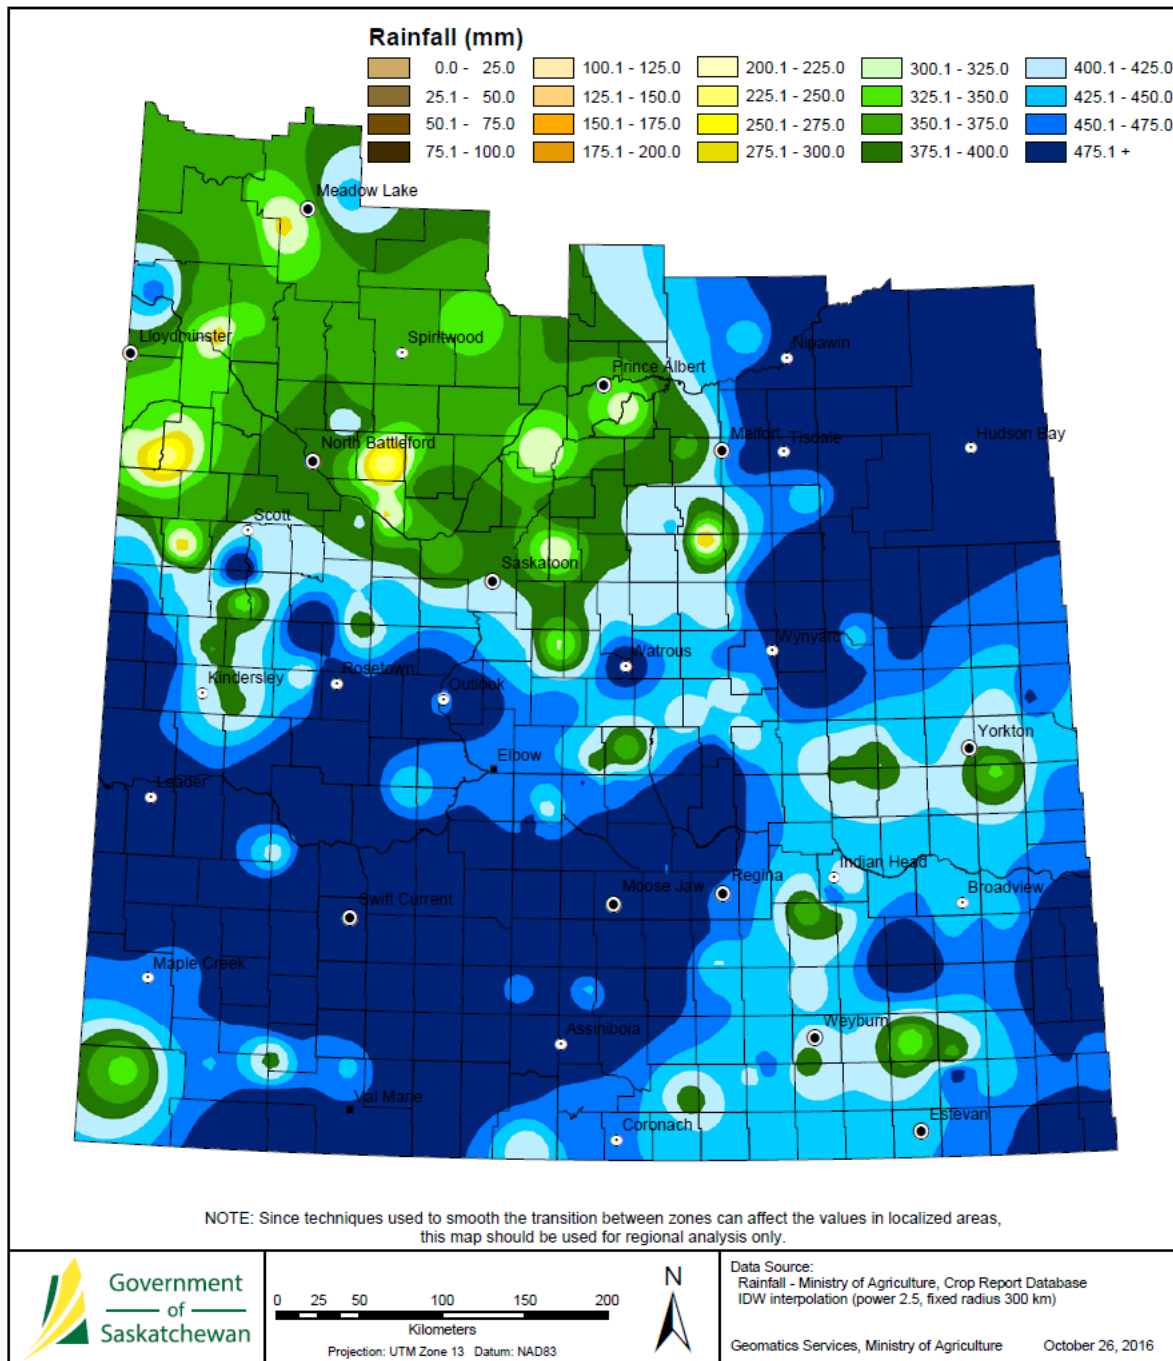 Rainfall (mm)
0.0 - 25.0
25.1 - 50.0
50.1 - 75.0
75.1 - 100.0
100.1 - 125.0
125.1 - 150.0
150.1 - 175.0
175.1 - 200.0
200.1 - 225.0
225.1 - 250.0
250.1 - 275.0
275.1 - 300.0
300.1 - 325.0
325.1 - 350.0
350.1 - 375.0
375.1 - 400.0
400.1 - 425.0
425.1 - 450.0
450.1 - 475.0
475.1 +
Meadow Lake
Lloydminster
Spiritwood
Nipawin
Prince Albert
North Battleford
Melfort
Tisdale
Hudson Bay
Scott
Saskatoon
Watrous
Wynyard
Kindersley
Rosetown
Outlook
Yorkton
Elbow
Leader
Indian Head
Regina
Moose Jaw
Broadview
Swift Current
Maple Creek
Weyburn
Assiniboia
Val Marie
Coronach
Estevan
NOTE: Since techniques used to smooth the transition between zones can affect the values in localized areas,
this map should be used for regional analysis only.
Government
of
Saskatchewan
0 25 50 100 150 200
Kilometers
Projection: UTM Zone 13 Datum: NAD83
N
Data Source:
Rainfall - Ministry of Agriculture, Crop Report Database
IDW interpolation (power 2.5, fixed radius 300 km)
Geomatics Services, Ministry of Agriculture October 26, 2016